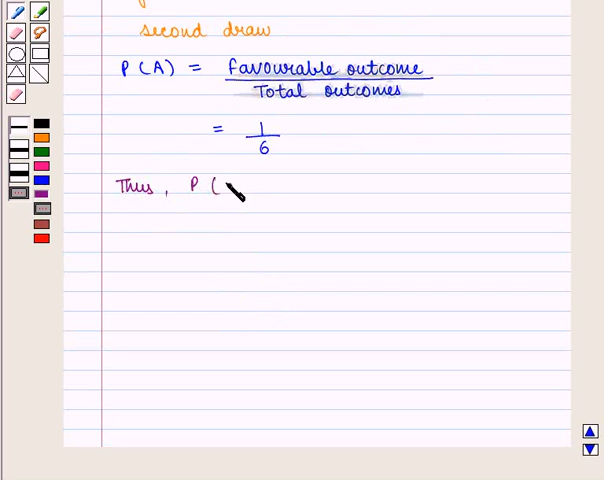 second draw
P (A) = favourable outcome / Total outcomes
= 1/6
Thus, P (